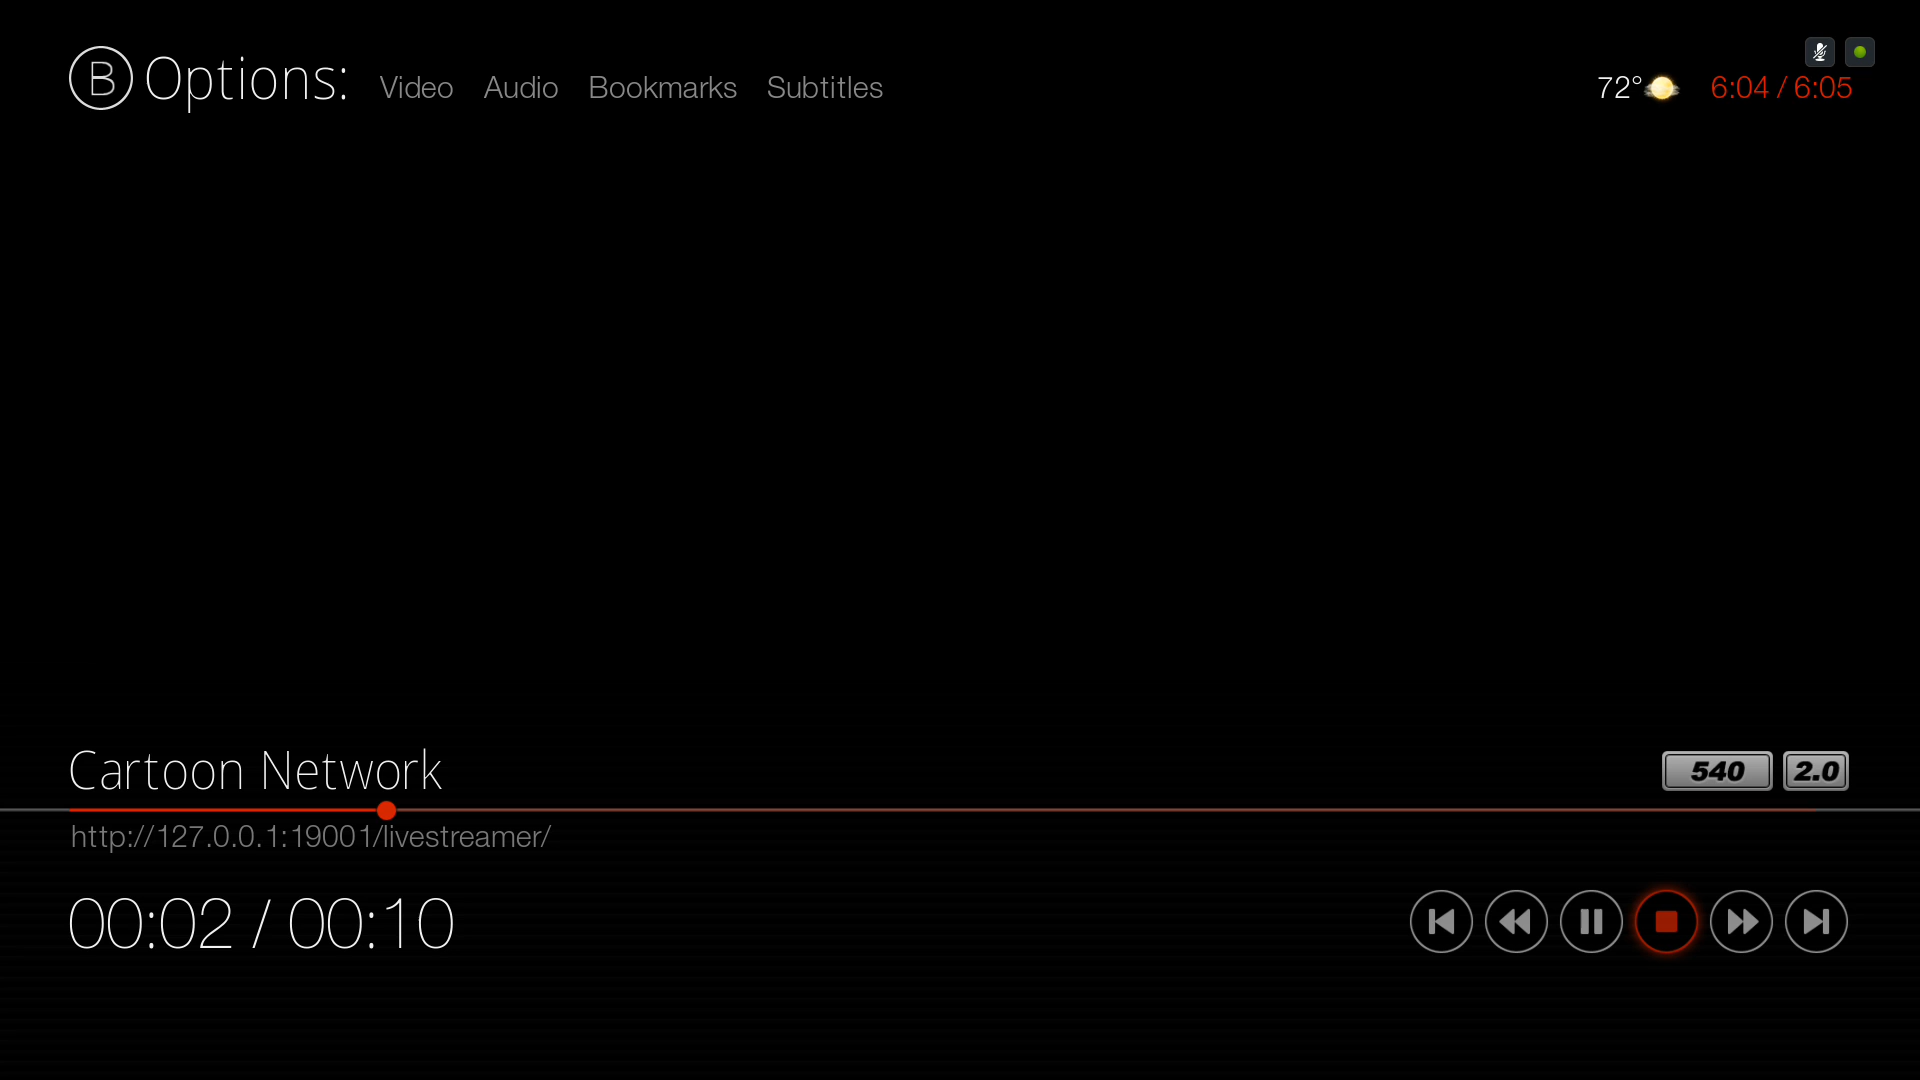 B Options: Video Audio Bookmarks Subtitles
72° 6:04 / 6:05
Cartoon Network
540 2.0
http://127.0.0.1:19001/livestreamer/
00:02 / 00:10